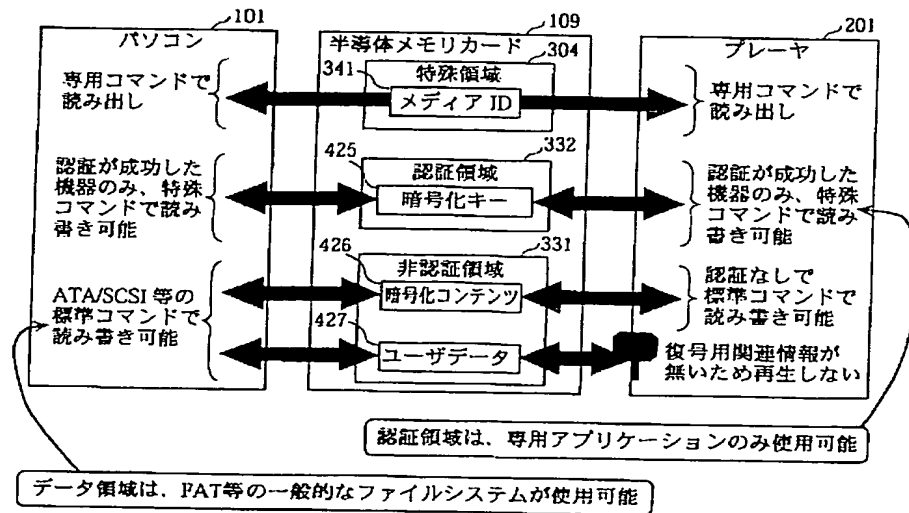 101
パソコン
専用コマンドで
読み出し
認証が成功した
機器のみ、特殊
コマンドで読み
書き可能
ATA/SCSI 等の
標準コマンドで
読み書き可能
109
半導体メモリカード
304
特殊領域
341
メディア ID
332
認証領域
425
暗号化キー
331
非認証領域
426
暗号化コンテンツ
427
ユーザデータ
201
プレーヤ
専用コマンドで
読み出し
認証が成功した
機器のみ、特殊
コマンドで読み
書き可能
認証なしで
標準コマンドで
読み書き可能
復号用関連情報が
無いため再生しない
認証領域は、専用アプリケーションのみ使用可能
データ領域は、FAT等の一般的なファイルシステムが使用可能